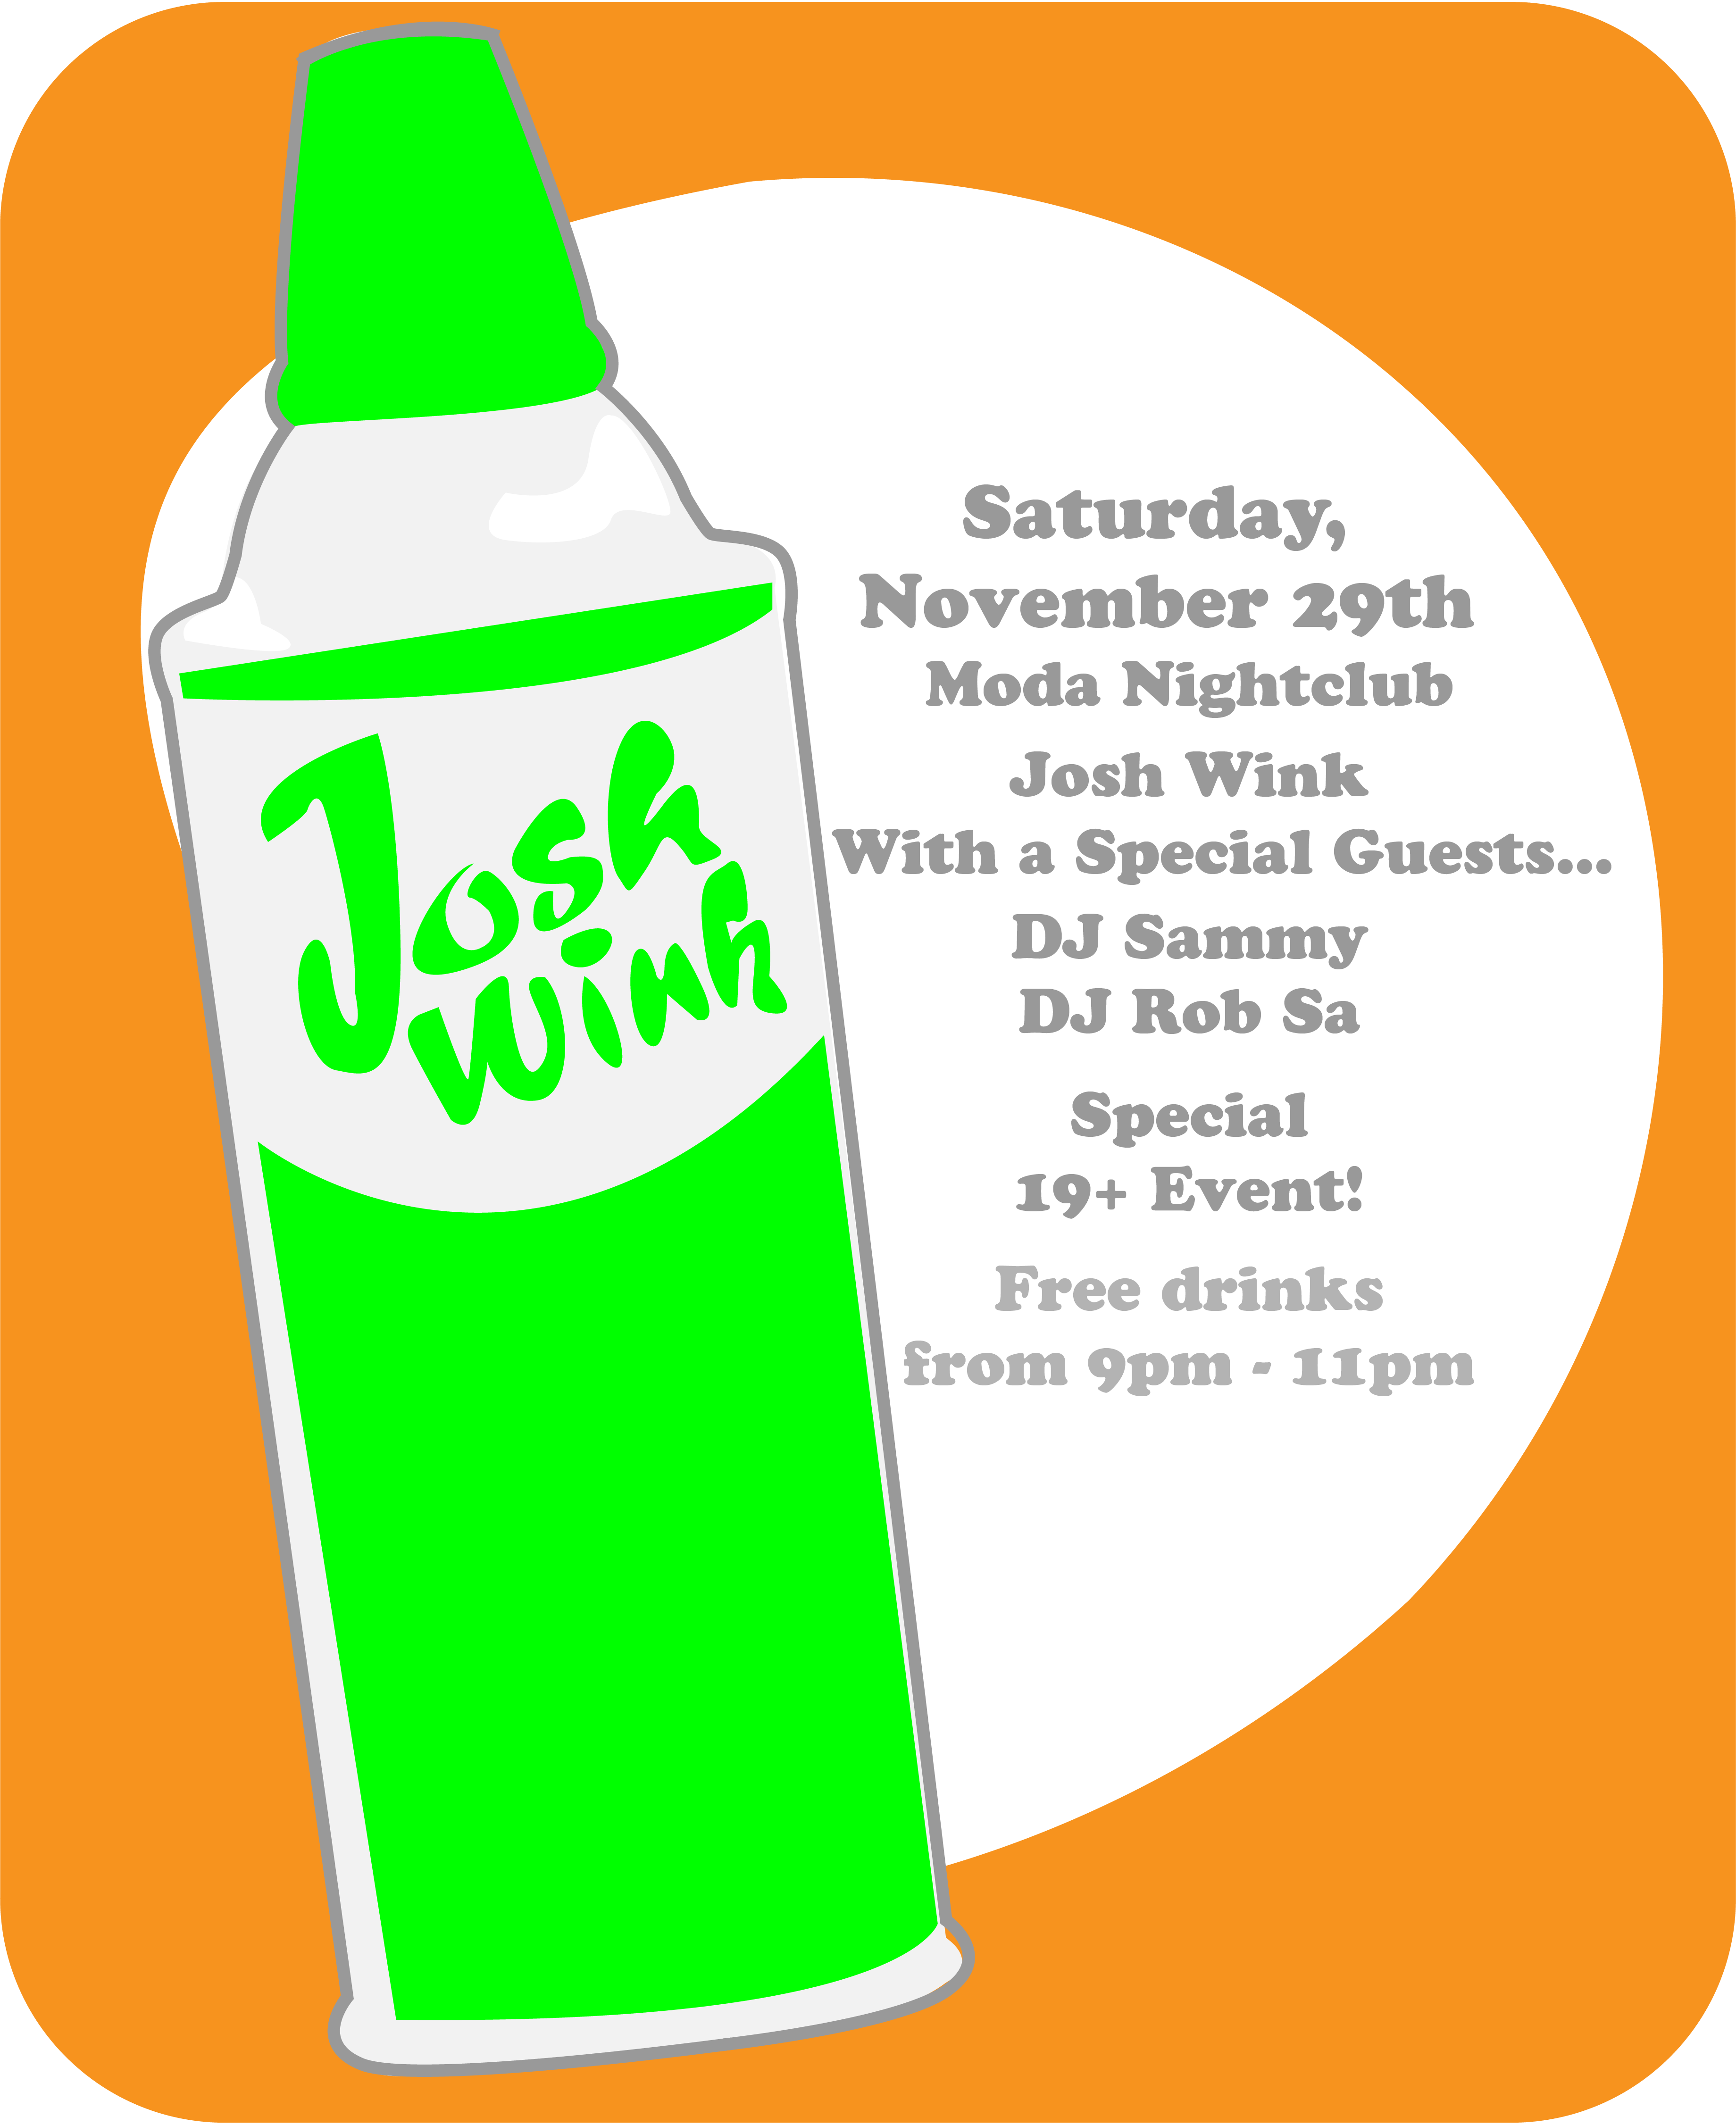 Saturday,
November 29th
Moda Nightclub
Josh Wink
With e Special Guests...
DJ Sammy
DJ Rob Sa
Special
19+ Event!
Free drinks
from 9pm - 11pm
Josh
Wink